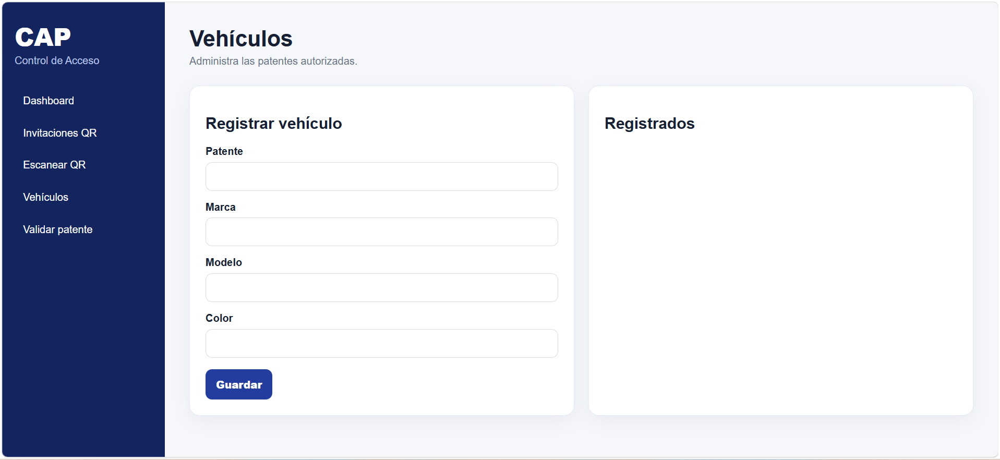 CAP
Control de Acceso
Dashboard
Invitaciones QR
Escanear QR
Vehículos
Validar patente
Vehículos
Administra las patentes autorizadas.
Registrar vehículo
Patente
Marca
Modelo
Color
Guardar
Registrados